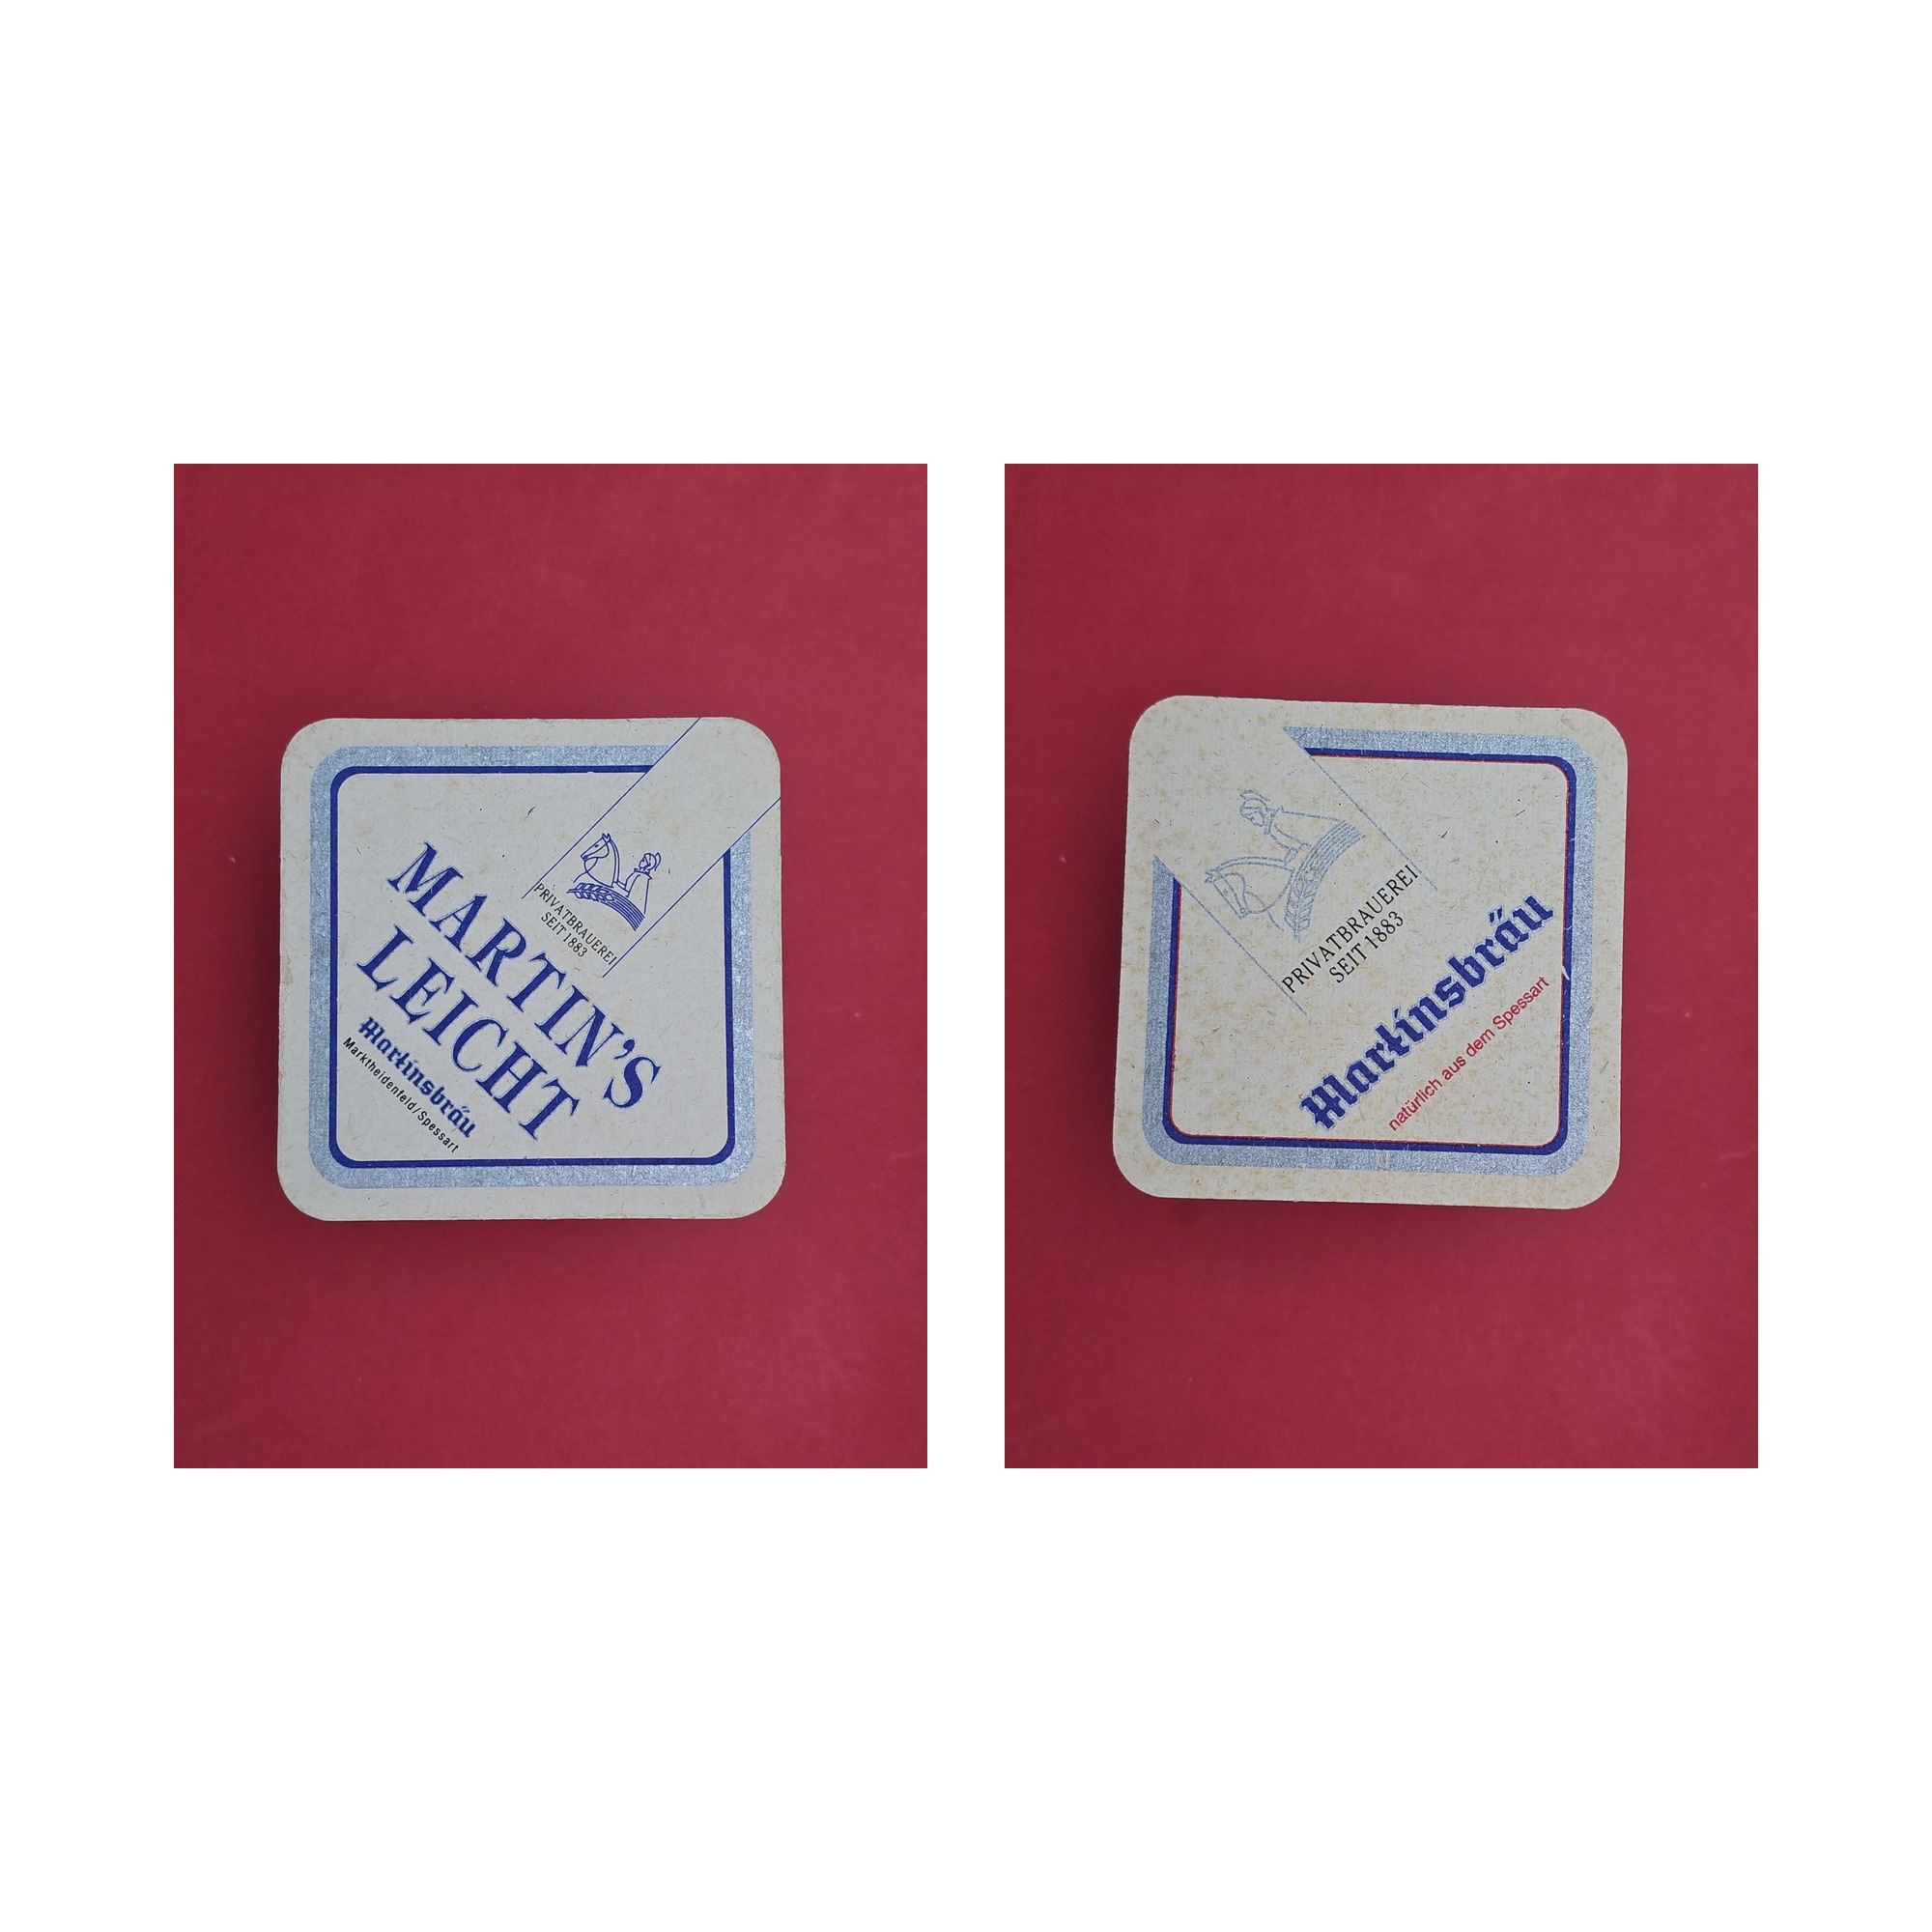 PRIVATBRAUEREI
SEIT 1883
MARTIN'S
LEICHT
Martinsbräu
Marktheidenfeld/Spessart
PRIVATBRAUEREI
SEIT 1883
Martinsbräu
natürlich aus dem Spessart